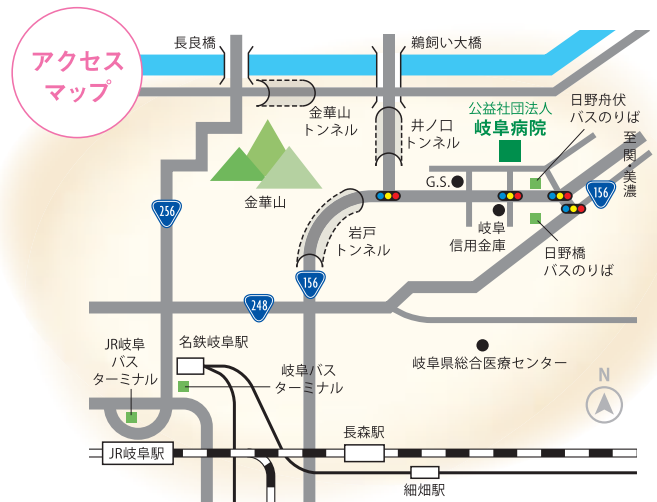 アクセス
マップ
長良橋
鵜飼い大橋
金華山
トンネル
井ノ口
トンネル
公益社団法人
岐阜病院
日野舟伏
バスのりば
至関・美濃
G.S.
156
金華山
256
岩戸
トンネル
岐阜
信用金庫
日野橋
バスのりば
156
248
JR岐阜
バス
ターミナル
名鉄岐阜駅
岐阜バス
ターミナル
岐阜県総合医療センター
N
JR岐阜駅
長森駅
細畑駅